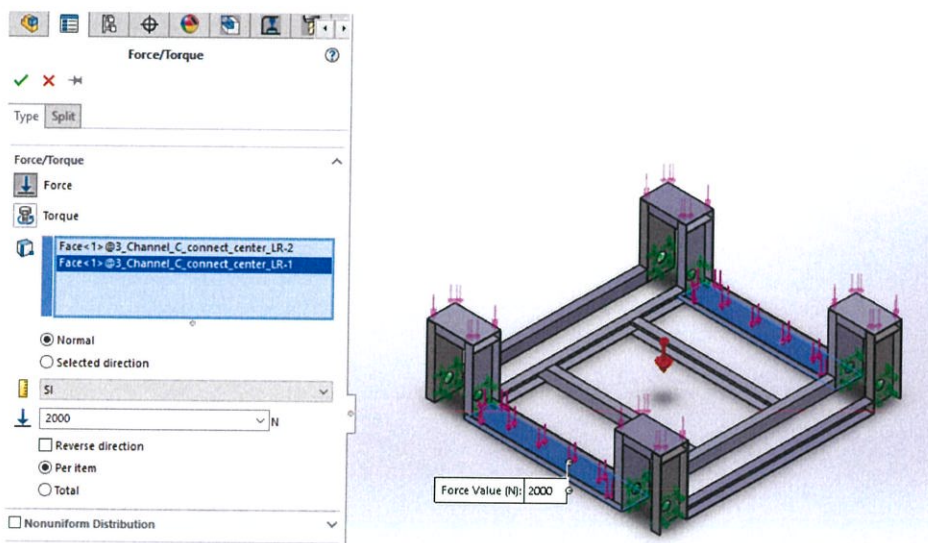 Force/Torque
Type Split
Force/Torque
Force
Torque
Face<1>@3_Channel_C_connect_center_LR-2
Face<1>@3_Channel_C_connect_center_LR-1
Normal
Selected direction
SI
2000 N
Reverse direction
Per item
Total
Nonuniform Distribution
Force Value (N): 2000